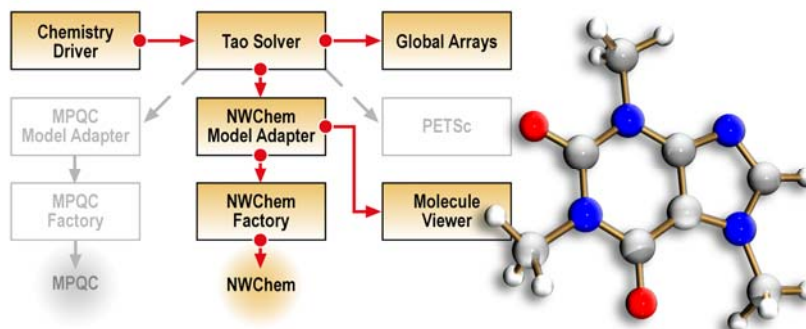 Chemistry
Driver
Tao Solver
Global Arrays
MPQC
Model Adapter
NWChem
Model Adapter
PETSc
MPQC
Factory
NWChem
Factory
Molecule
Viewer
MPQC
NWChem